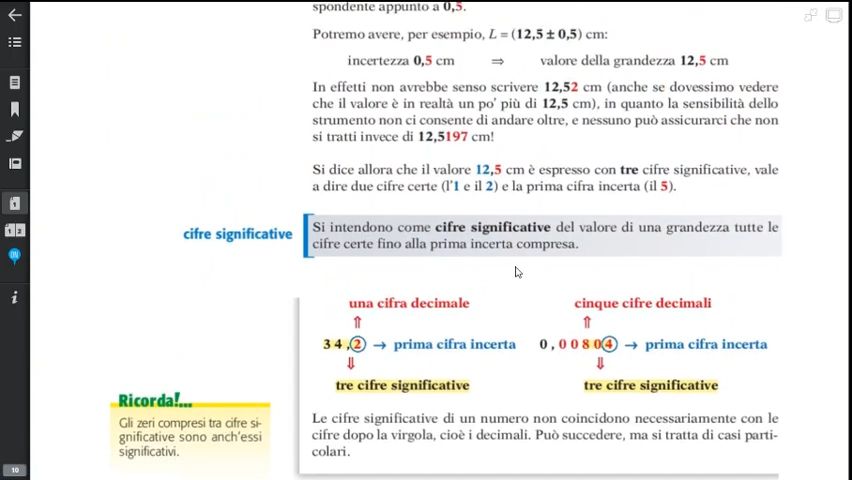 spondente appunto a 0,5.
Potremo avere, per esempio, L = (12,5 ± 0,5) cm:
incertezza 0,5 cm ⇒ valore della grandezza 12,5 cm
In effetti non avrebbe senso scrivere 12,52 cm (anche se dovessimo vedere
che il valore è in realtà un po' più di 12,5 cm), in quanto la sensibilità dello
strumento non ci consente di andare oltre, e nessuno può assicurarci che non
si tratti invece di 12,5197 cm!
Si dice allora che il valore 12,5 cm è espresso con tre cifre significative, vale
a dire due cifre certe (l'1 e il 2) e la prima cifra incerta (il 5).
cifre significative
Si intendono come cifre significative del valore di una grandezza tutte le
cifre certe fino alla prima incerta compresa.
una cifra decimale
cinque cifre decimali
⇑ ⇑
34,2 → prima cifra incerta
0,00804 → prima cifra incerta
⇓ ⇓
tre cifre significative
tre cifre significative
Ricorda!...
Gli zeri compresi tra cifre si-
gnificative sono anch'essi
significativi.
Le cifre significative di un numero non coincidono necessariamente con le
cifre dopo la virgola, cioè i decimali. Può succedere, ma si tratta di casi parti-
colari.
1
1 2
10